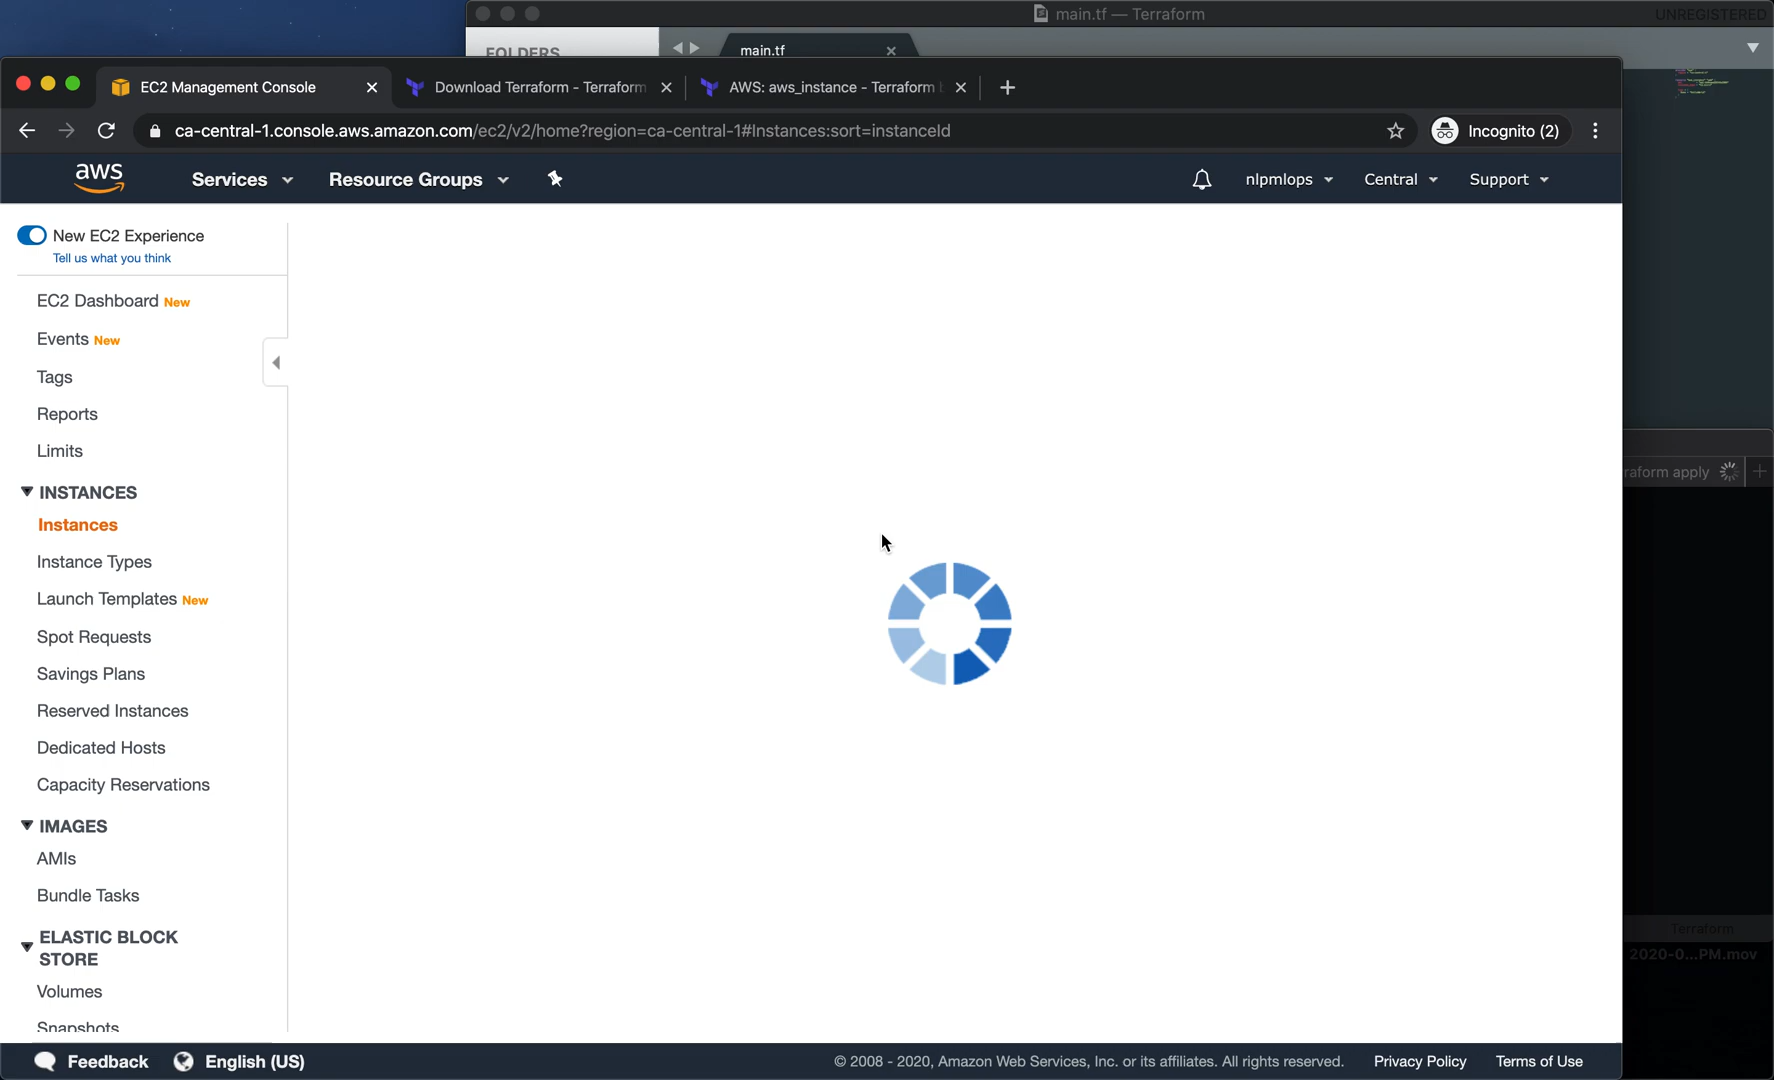 main.tf — Terraform
UNREGISTERED
FOLDERS
main.tf
EC2 Management Console
Download Terraform - Terraform
AWS: aws_instance - Terraform
ca-central-1.console.aws.amazon.com/ec2/v2/home?region=ca-central-1#Instances:sort=instanceId
Incognito (2)
aws
Services
Resource Groups
nlpmlops
Central
Support
New EC2 Experience
Tell us what you think
EC2 Dashboard New
Events New
Tags
Reports
Limits
raform apply
INSTANCES
Instances
Instance Types
Launch Templates New
Spot Requests
Savings Plans
Reserved Instances
Dedicated Hosts
Capacity Reservations
IMAGES
AMIs
Bundle Tasks
Terraform
2020-0...PM.mov
ELASTIC BLOCK
STORE
Volumes
Snapshots
Feedback
English (US)
© 2008 - 2020, Amazon Web Services, Inc. or its affiliates. All rights reserved.
Privacy Policy
Terms of Use